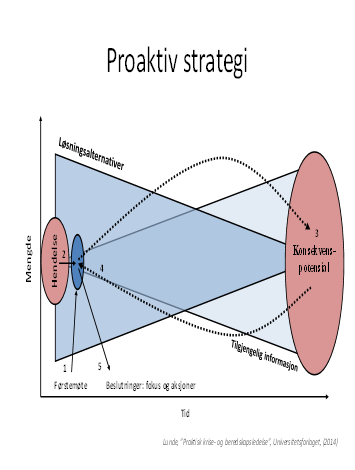 Proaktiv strategi
Løsningsalternativer
Mengde
Hendelse
2
4
3
Konsekvens-
potensial
Tilgjengelig informasjon
1
5
Førstemøte
Beslutninger: fokus og aksjoner
Tid
Lunde, "Praktisk krise- og beredskapsledelse", Universitetsforlaget, (2014)